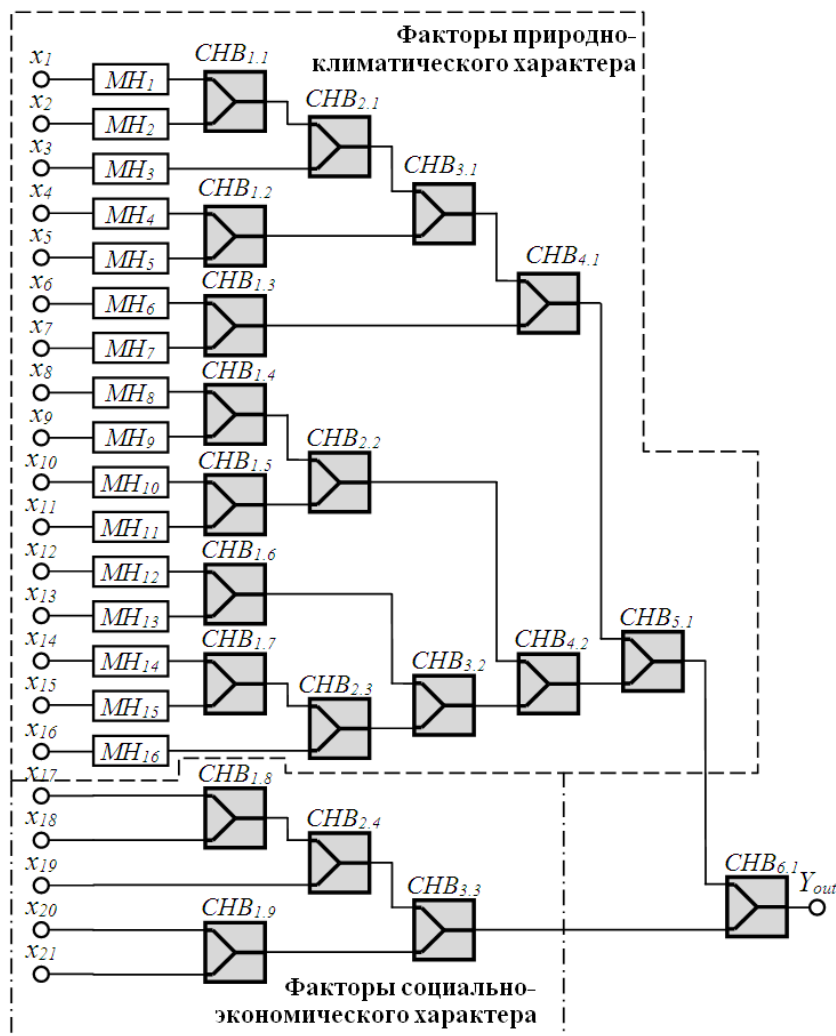 Факторы природно-
климатического характера
x1
МН1
СНВ1.1
x2
МН2
СНВ2.1
x3
МН3
СНВ3.1
x4
МН4
СНВ1.2
x5
МН5
СНВ4.1
x6
МН6
СНВ1.3
x7
МН7
x8
МН8
СНВ1.4
x9
МН9
СНВ2.2
x10
МН10
СНВ1.5
x11
МН11
x12
МН12
СНВ1.6
x13
МН13
СНВ5.1
x14
МН14
СНВ1.7
СНВ3.2
СНВ4.2
x15
МН15
СНВ2.3
x16
МН16
x17
СНВ1.8
x18
СНВ2.4
x19
СНВ3.3
СНВ6.1
Yout
x20
СНВ1.9
x21
Факторы социально-
экономического характера